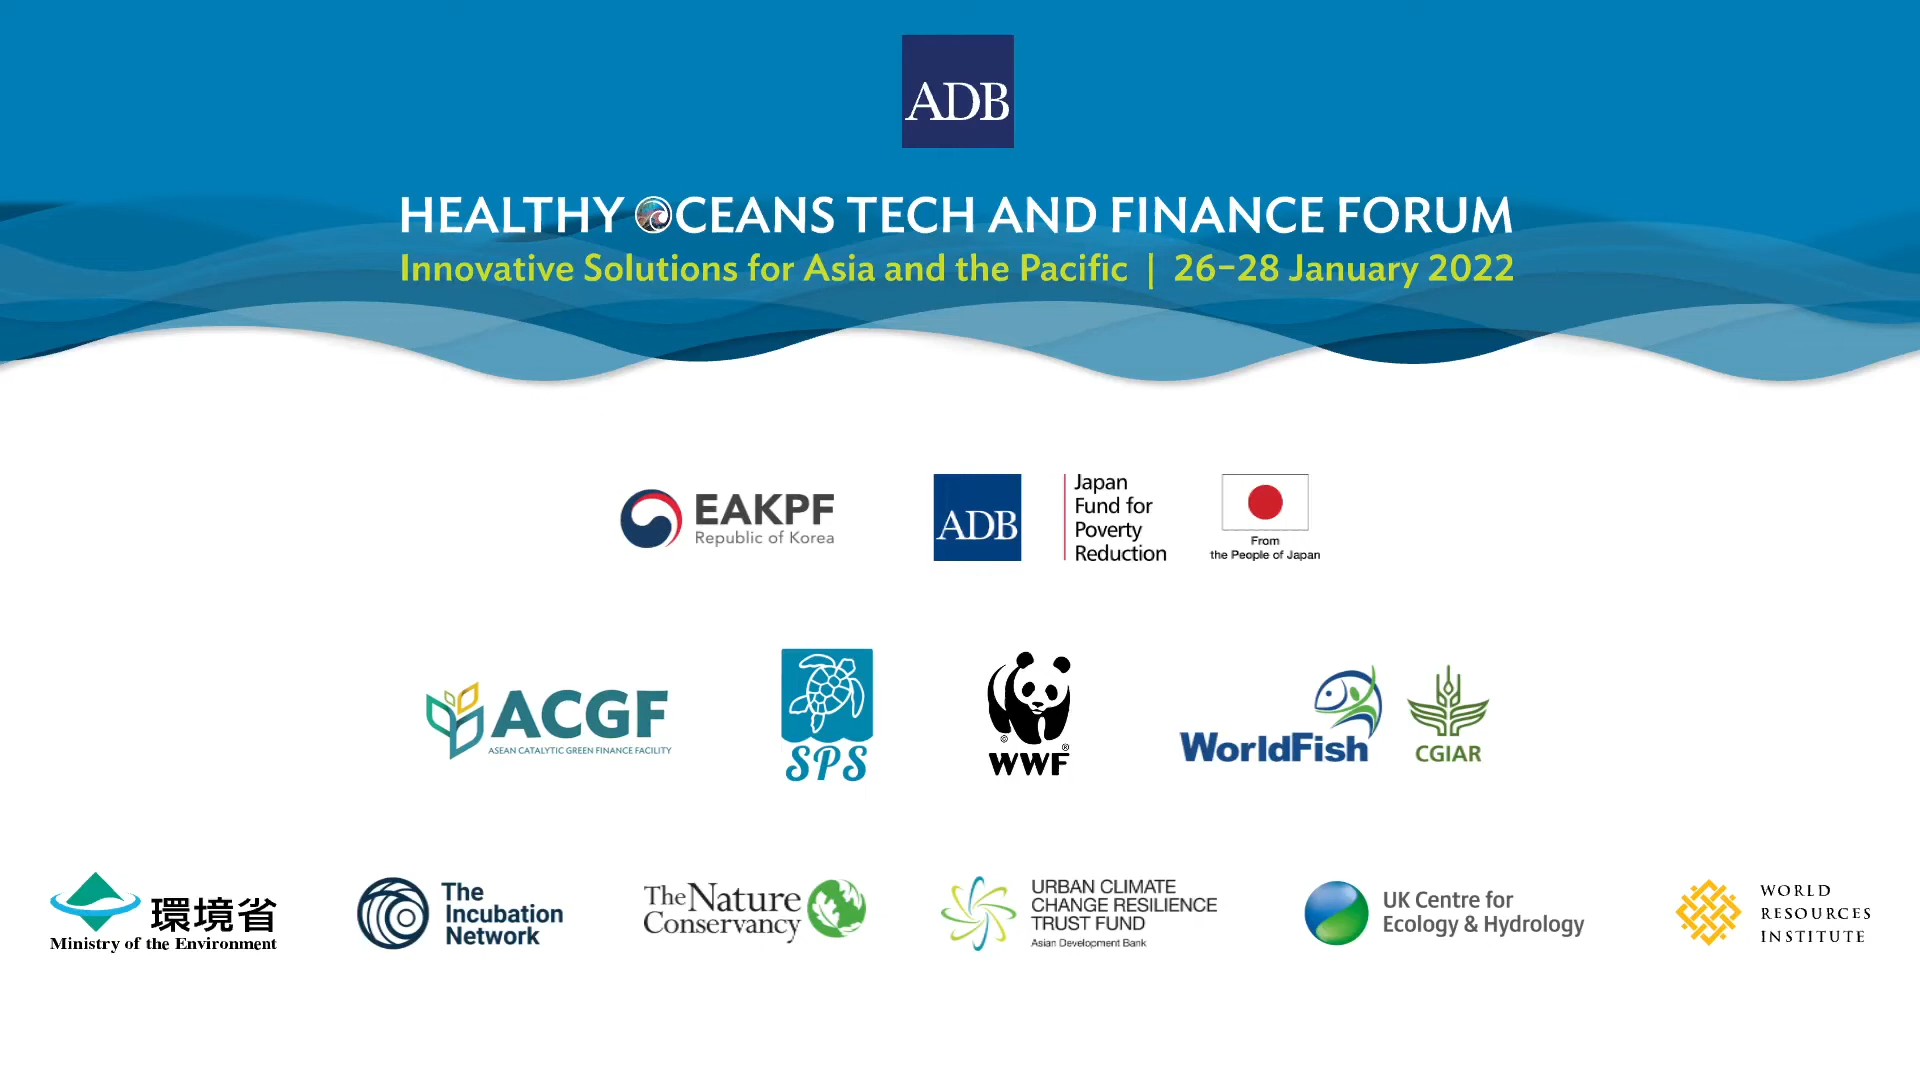 ADB
HEALTHY OCEANS TECH AND FINANCE FORUM
Innovative Solutions for Asia and the Pacific | 26–28 January 2022
EAKPF
Republic of Korea
ADB
Japan
Fund for
Poverty
Reduction
From
the People of Japan
ACGF
ASEAN CATALYTIC GREEN FINANCE FACILITY
SPS
©
®
WWF
WorldFish
CGIAR
環境省
Ministry of the Environment
The
Incubation
Network
The Nature
Conservancy
URBAN CLIMATE
CHANGE RESILIENCE
TRUST FUND
Asian Development Bank
UK Centre for
Ecology & Hydrology
WORLD
RESOURCES
INSTITUTE